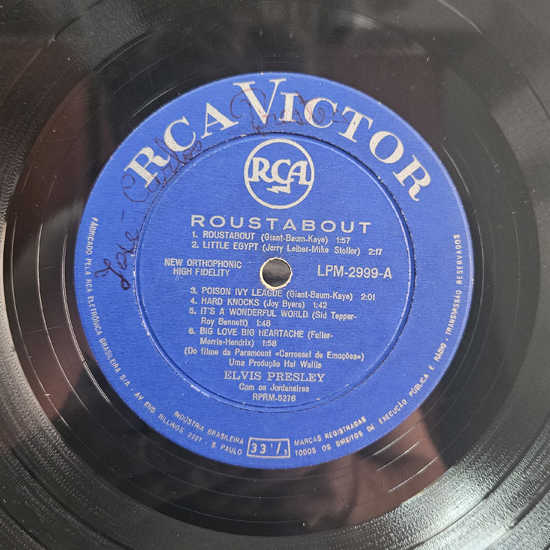 RCA VICTOR
RCA
ROUSTABOUT
1. ROUSTABOUT (Giant-Baum-Kaye) 1:57
2. LITTLE EGYPT (Jerry Leiber-Mike Stoller) 2:17
NEW ORTHOPHONIC
HIGH FIDELITY
LPM-2999-A
3. POISON IVY LEAGUE (Giant-Baum-Kaye) 2:01
4. HARD KNOCKS (Joy Byers) 1:42
5. IT'S A WONDERFUL WORLD (Sid Tepper-
Roy Bennett) 1:48
6. BIG LOVE BIG HEARTACHE (Fuller-
Morris-Hendrix) 1:58
(Do filme da Paramount «Carrossel de Emoções»)
Uma Produção Hal Wallis
ELVIS PRESLEY
Com os Jordanaires
RPRM-5276
FABRICADO PELA RCA ELETRÔNICA BRASILEIRA S/A - AV ENG. BILLINGS, 2227 - S. PAULO
INDÚSTRIA BRASILEIRA
33 1/3
MARCAS REGISTRADAS
TODOS OS DIREITOS DE EXECUÇÃO PÚBLICA E RÁDIO - TRANSMISSÃO RESERVADOS